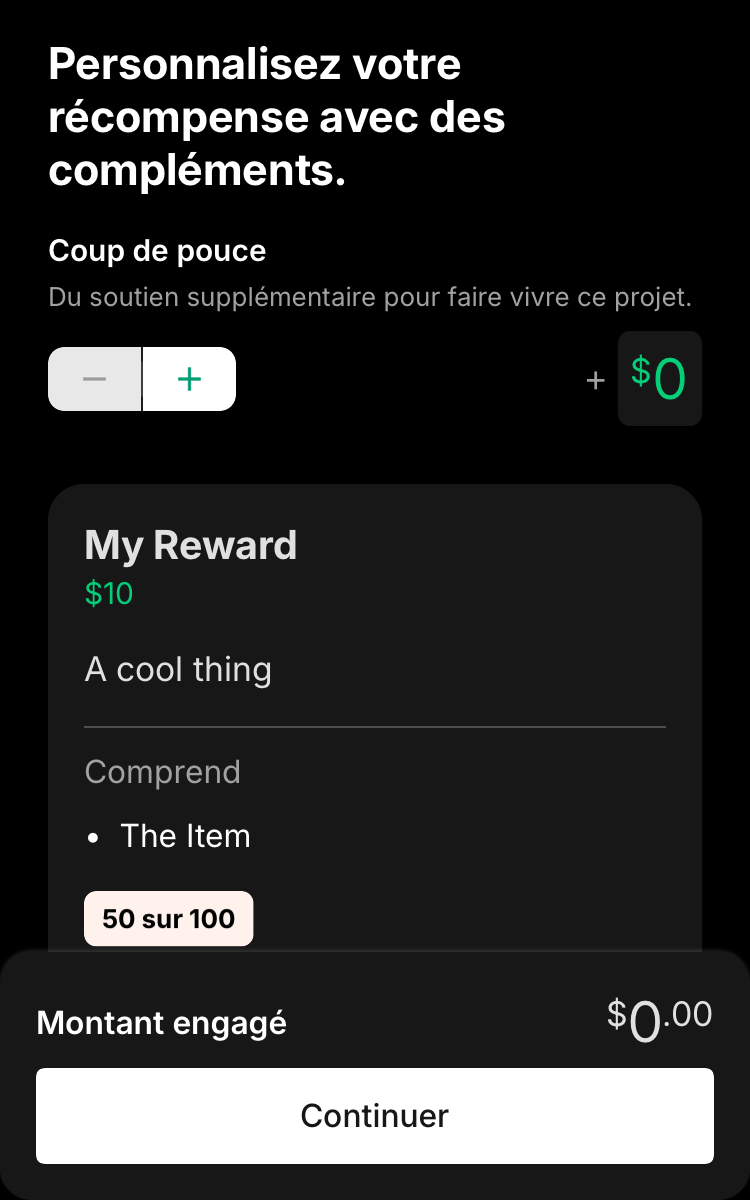 Personnalisez votre
récompense avec des
compléments.
Coup de pouce
Du soutien supplémentaire pour faire vivre ce projet.
− + + $0
My Reward
$10
A cool thing
Comprend
• The Item
50 sur 100
Montant engagé $0.00
Continuer